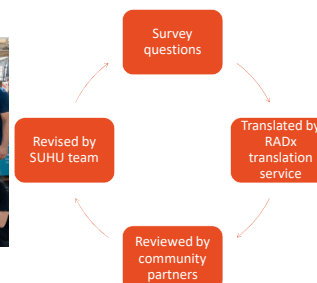 Survey
questions
Translated by
RADx
translation
service
Reviewed by
community
partners
Revised by
SUHU team